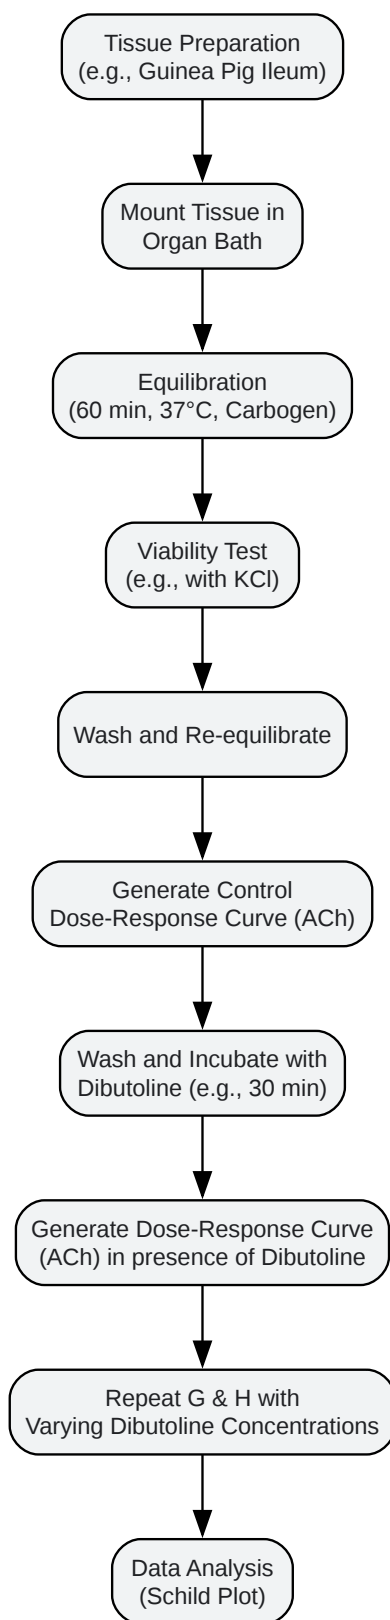 Tissue Preparation
(e.g., Guinea Pig Ileum)
Mount Tissue in
Organ Bath
Equilibration
(60 min, 37°C, Carbogen)
Viability Test
(e.g., with KCl)
Wash and Re-equilibrate
Generate Control
Dose-Response Curve (ACh)
Wash and Incubate with
Dibutoline (e.g., 30 min)
Generate Dose-Response Curve
(ACh) in presence of Dibutoline
Repeat G & H with
Varying Dibutoline Concentrations
Data Analysis
(Schild Plot)